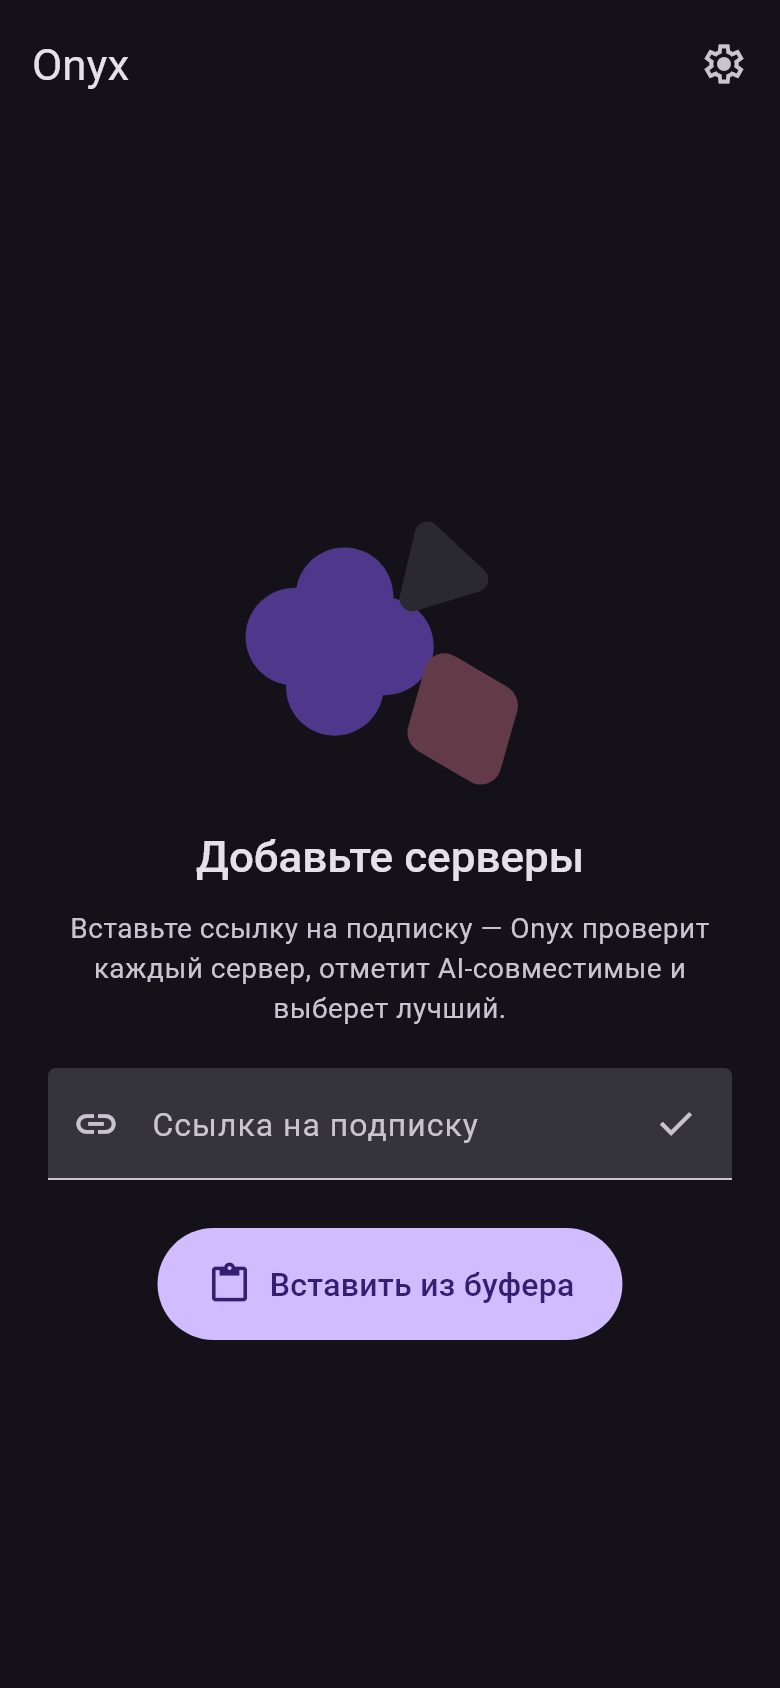 Onyx
Добавьте серверы
Вставьте ссылку на подписку — Onyx проверит
каждый сервер, отметит AI-совместимые и
выберет лучший.
Ссылка на подписку
Вставить из буфера